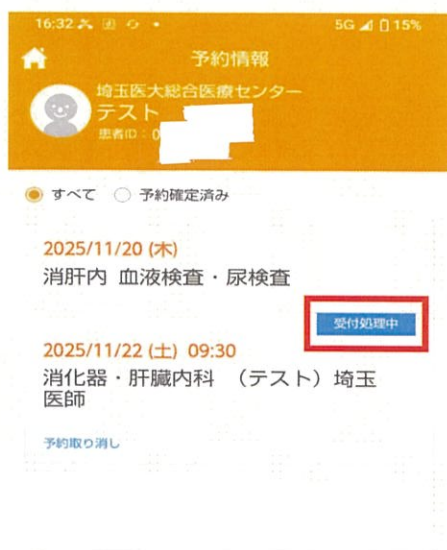 16:32
5G 15%
予約情報
埼玉医大総合医療センター
テスト
患者ID：0
すべて 予約確定済み
2025/11/20 (木)
消肝内 血液検査・尿検査
受付処理中
2025/11/22 (土) 09:30
消化器・肝臓内科 （テスト）埼玉
医師
予約取り消し